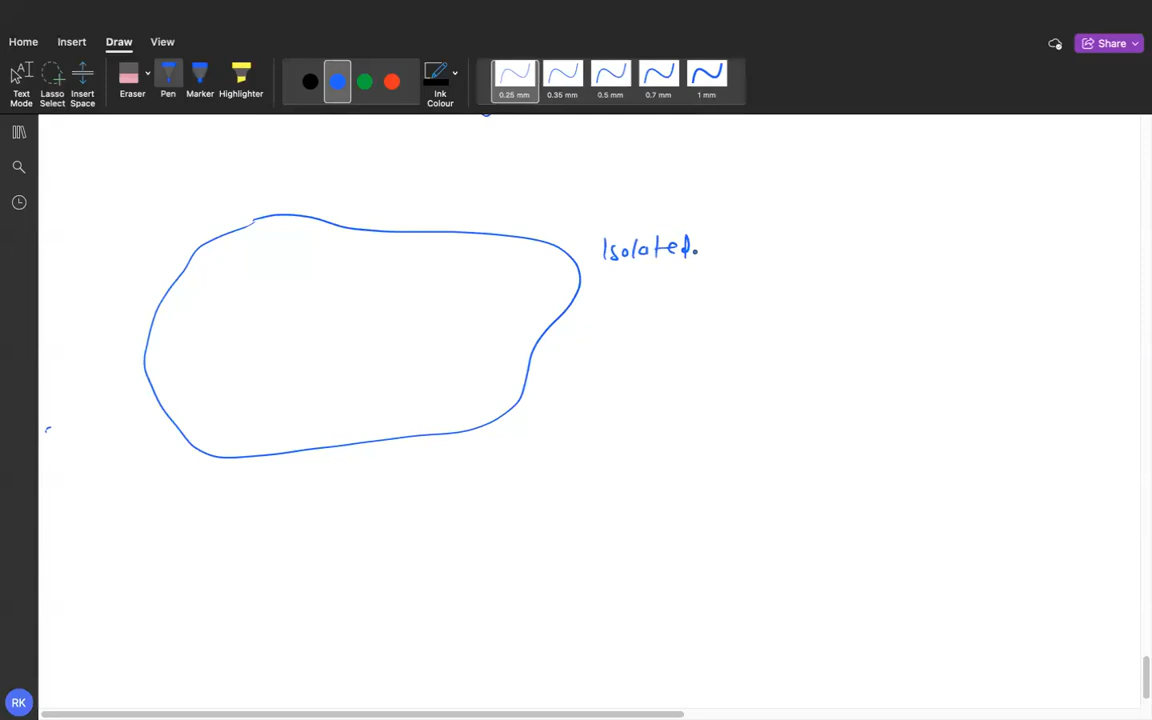 Home Insert Draw View
Share
Text Mode
Lasso Select
Insert Space
Eraser
Pen
Marker
Highlighter
Ink Colour
0.25 mm
0.35 mm
0.5 mm
0.7 mm
1 mm
Isolated.
RK